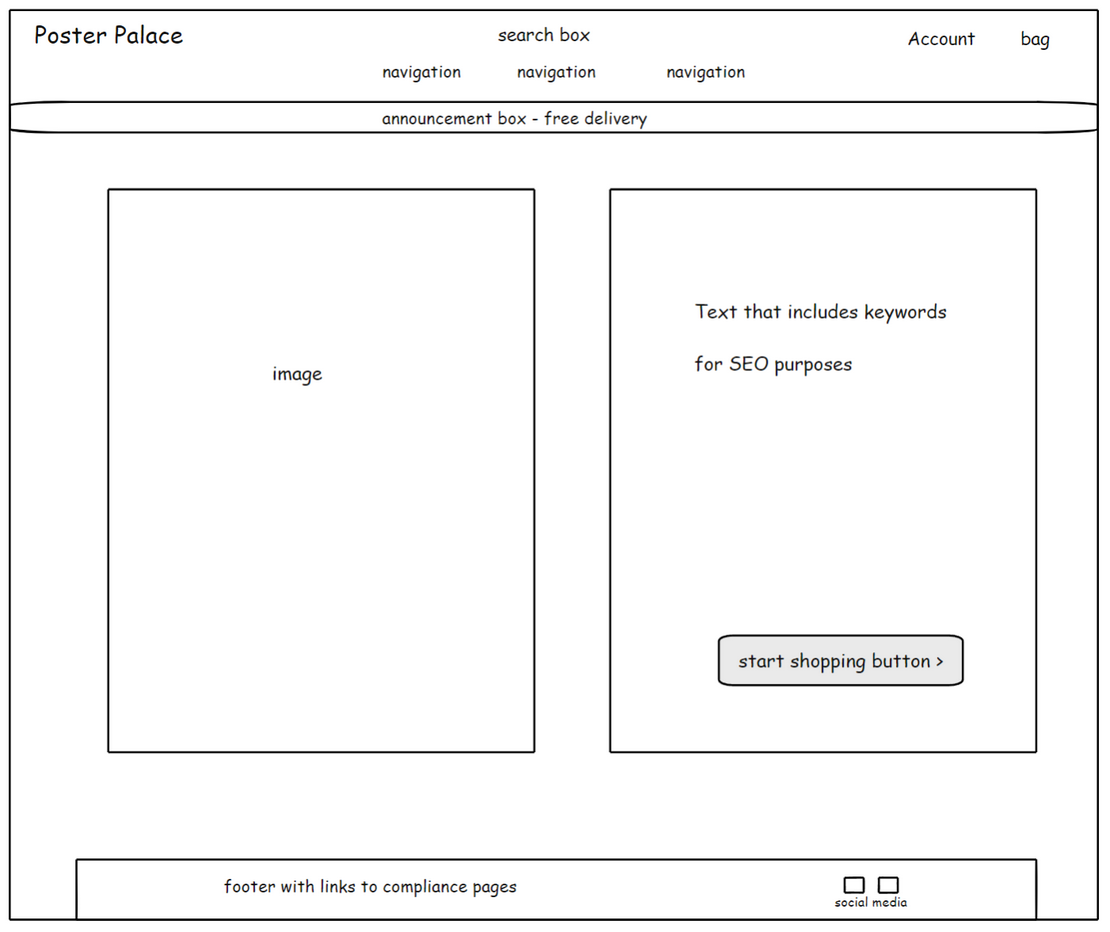 Poster Palace
search box
Account
bag
navigation
navigation
navigation
announcement box - free delivery
image
Text that includes keywords
for SEO purposes
start shopping button >
footer with links to compliance pages
social media